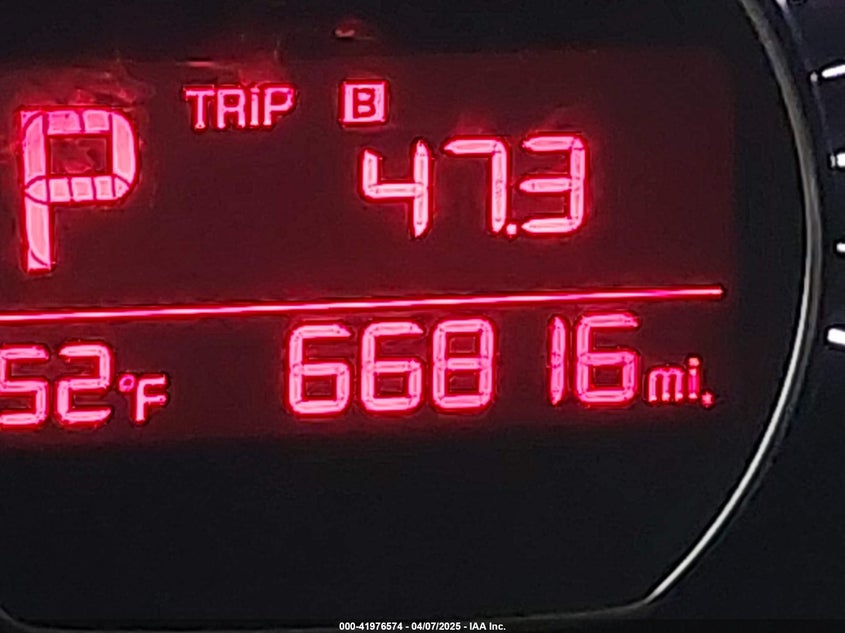 P TRIP B
47.3
52°F 66816 mi.
000-41976574 - 04/07/2025 - IAA Inc.